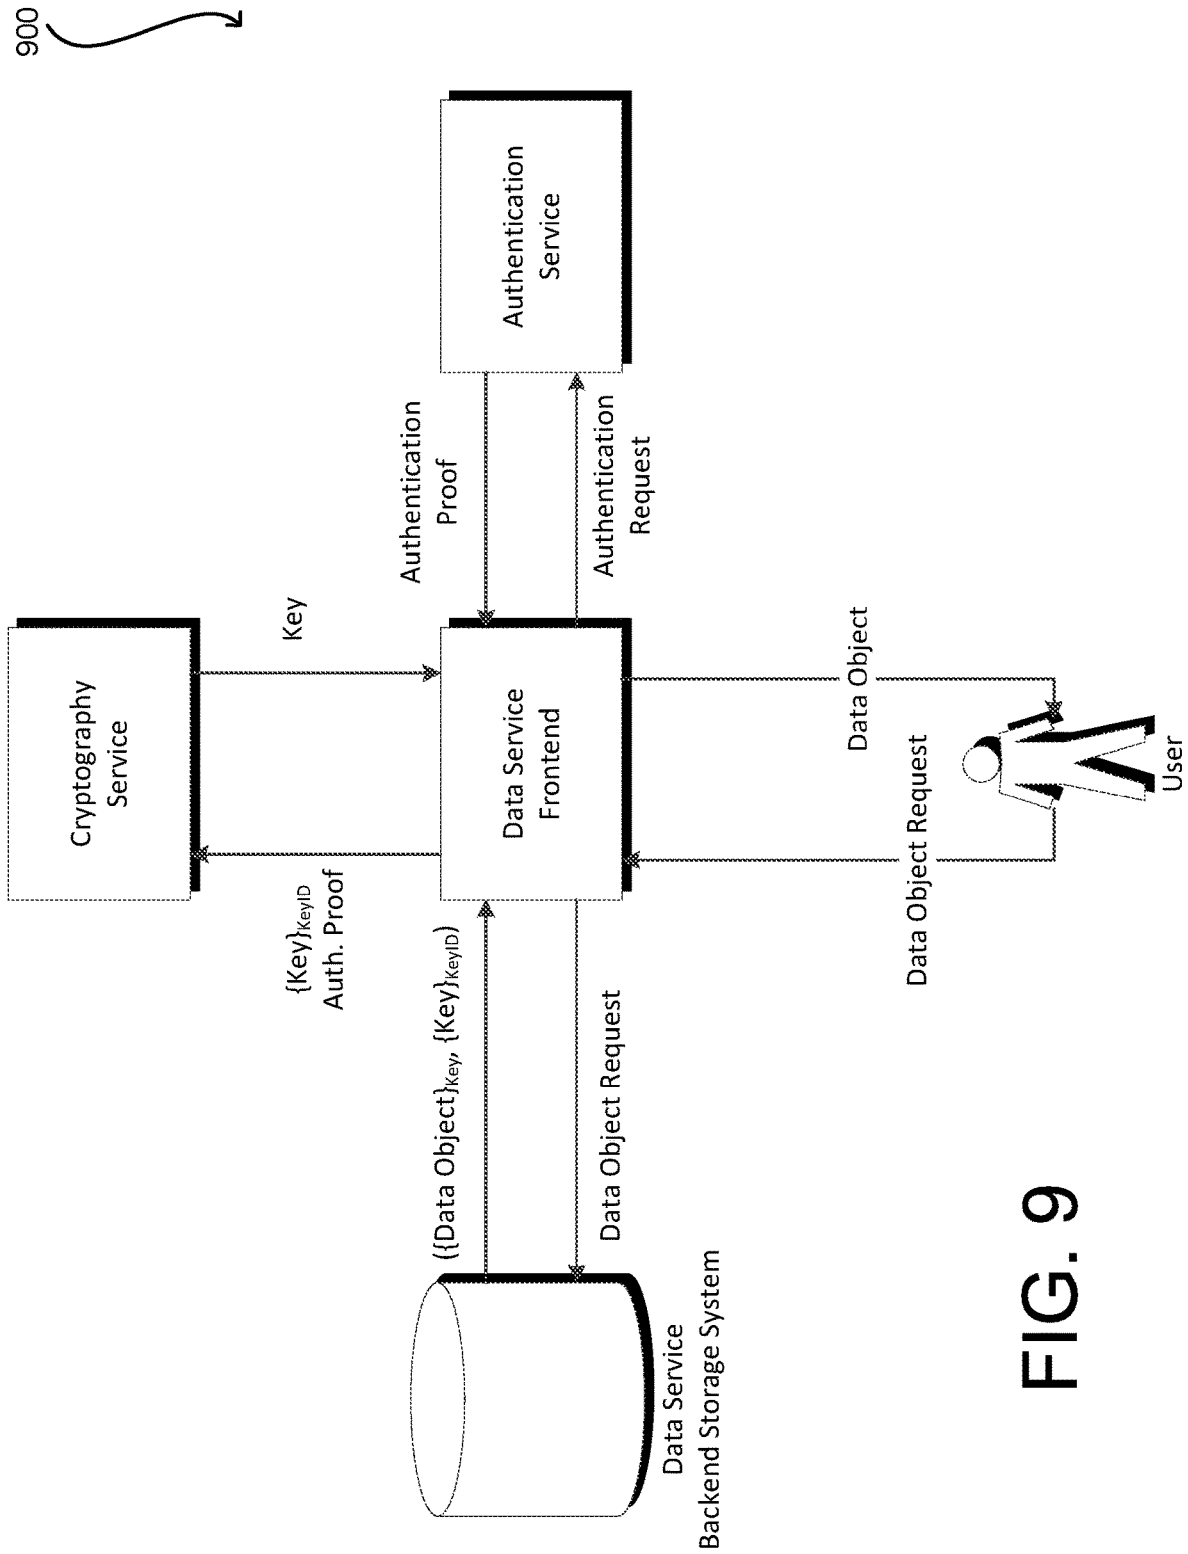 900
Cryptography
Service
Key
{Key}KeyID
Auth. Proof
Authentication
Proof
Authentication
Service
Authentication
Request
Data Service
Frontend
({Data Object}Key, {Key}KeyID)
Data Object Request
Data Service
Backend Storage System
Data Object
Data Object Request
User
FIG. 9